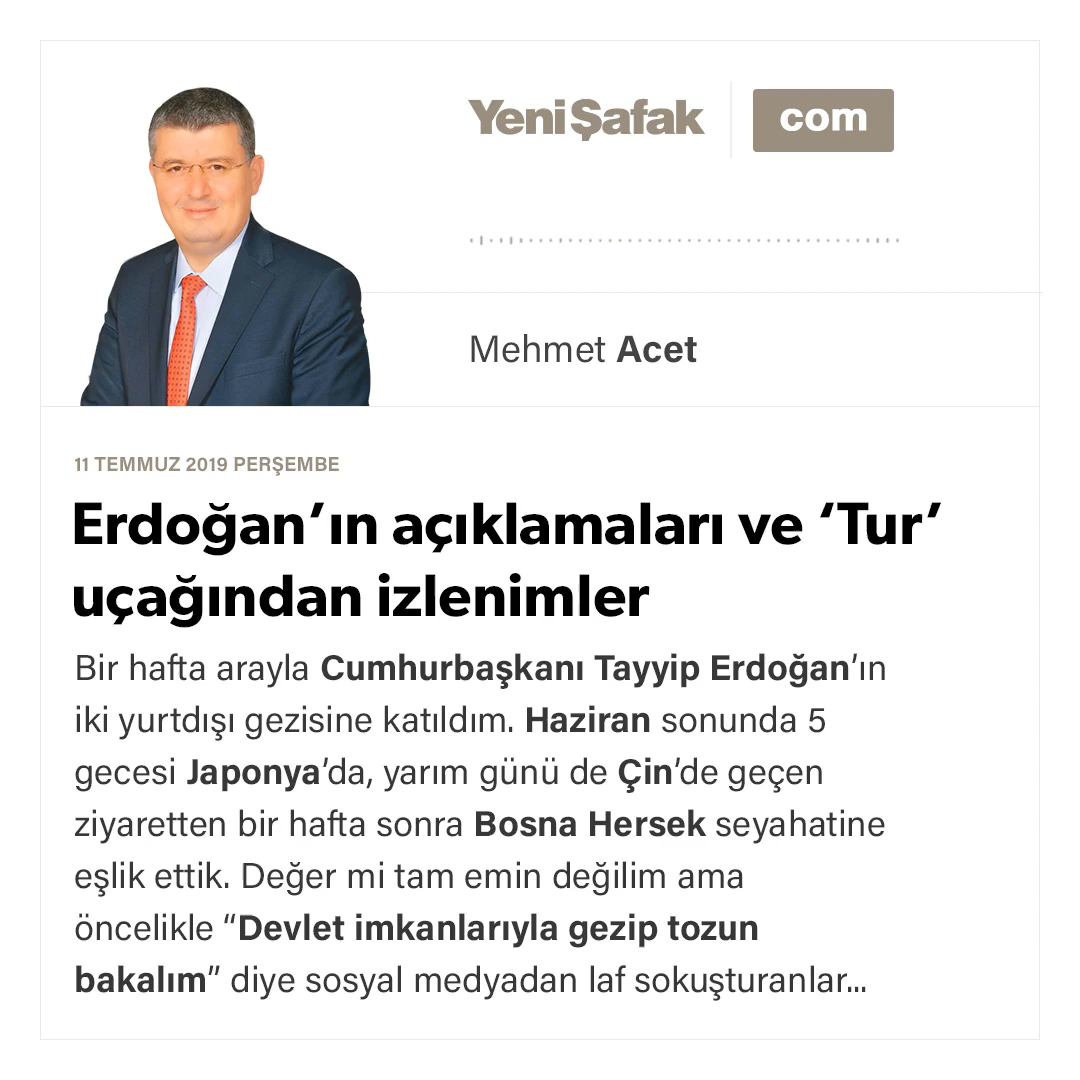 YeniŞafak com
Mehmet Acet
11 TEMMUZ 2019 PERŞEMBE
Erdoğan’ın açıklamaları ve ‘Tur’
uçağından izlenimler
Bir hafta arayla Cumhurbaşkanı Tayyip Erdoğan’ın
iki yurtdışı gezisine katıldım. Haziran sonunda 5
gecesi Japonya’da, yarım günü de Çin’de geçen
ziyaretten bir hafta sonra Bosna Hersek seyahatine
eşlik ettik. Değer mi tam emin değilim ama
öncelikle “Devlet imkanlarıyla gezip tozun
bakalım” diye sosyal medyadan laf sokuşturanlar...